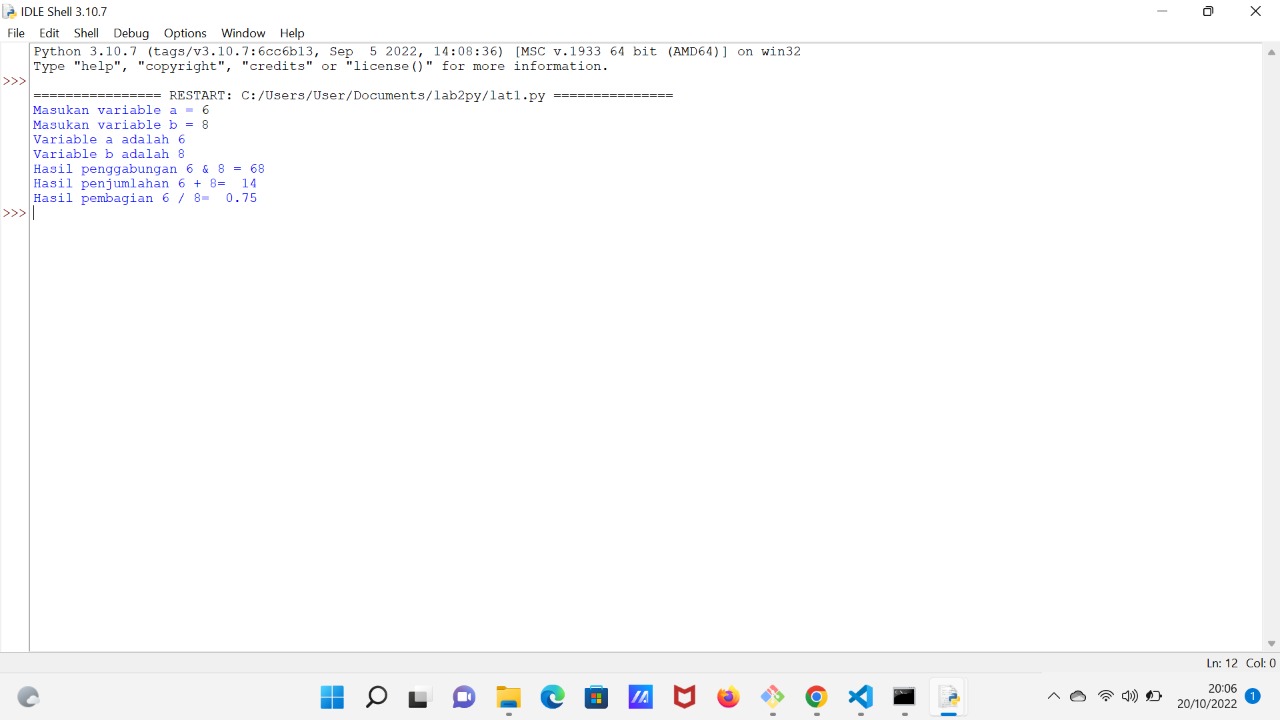 IDLE Shell 3.10.7
File Edit Shell Debug Options Window Help
Python 3.10.7 (tags/v3.10.7:6cc6b13, Sep  5 2022, 14:08:36) [MSC v.1933 64 bit (AMD64)] on win32
Type "help", "copyright", "credits" or "license()" for more information.
>>>
================ RESTART: C:/Users/User/Documents/lab2py/lat1.py ===============
Masukan variable a = 6
Masukan variable b = 8
Variable a adalah 6
Variable b adalah 8
Hasil penggabungan 6 & 8 = 68
Hasil penjumlahan 6 + 8=  14
Hasil pembagian 6 / 8=  0.75
>>>
Ln: 12 Col: 0
20:06
20/10/2022
1